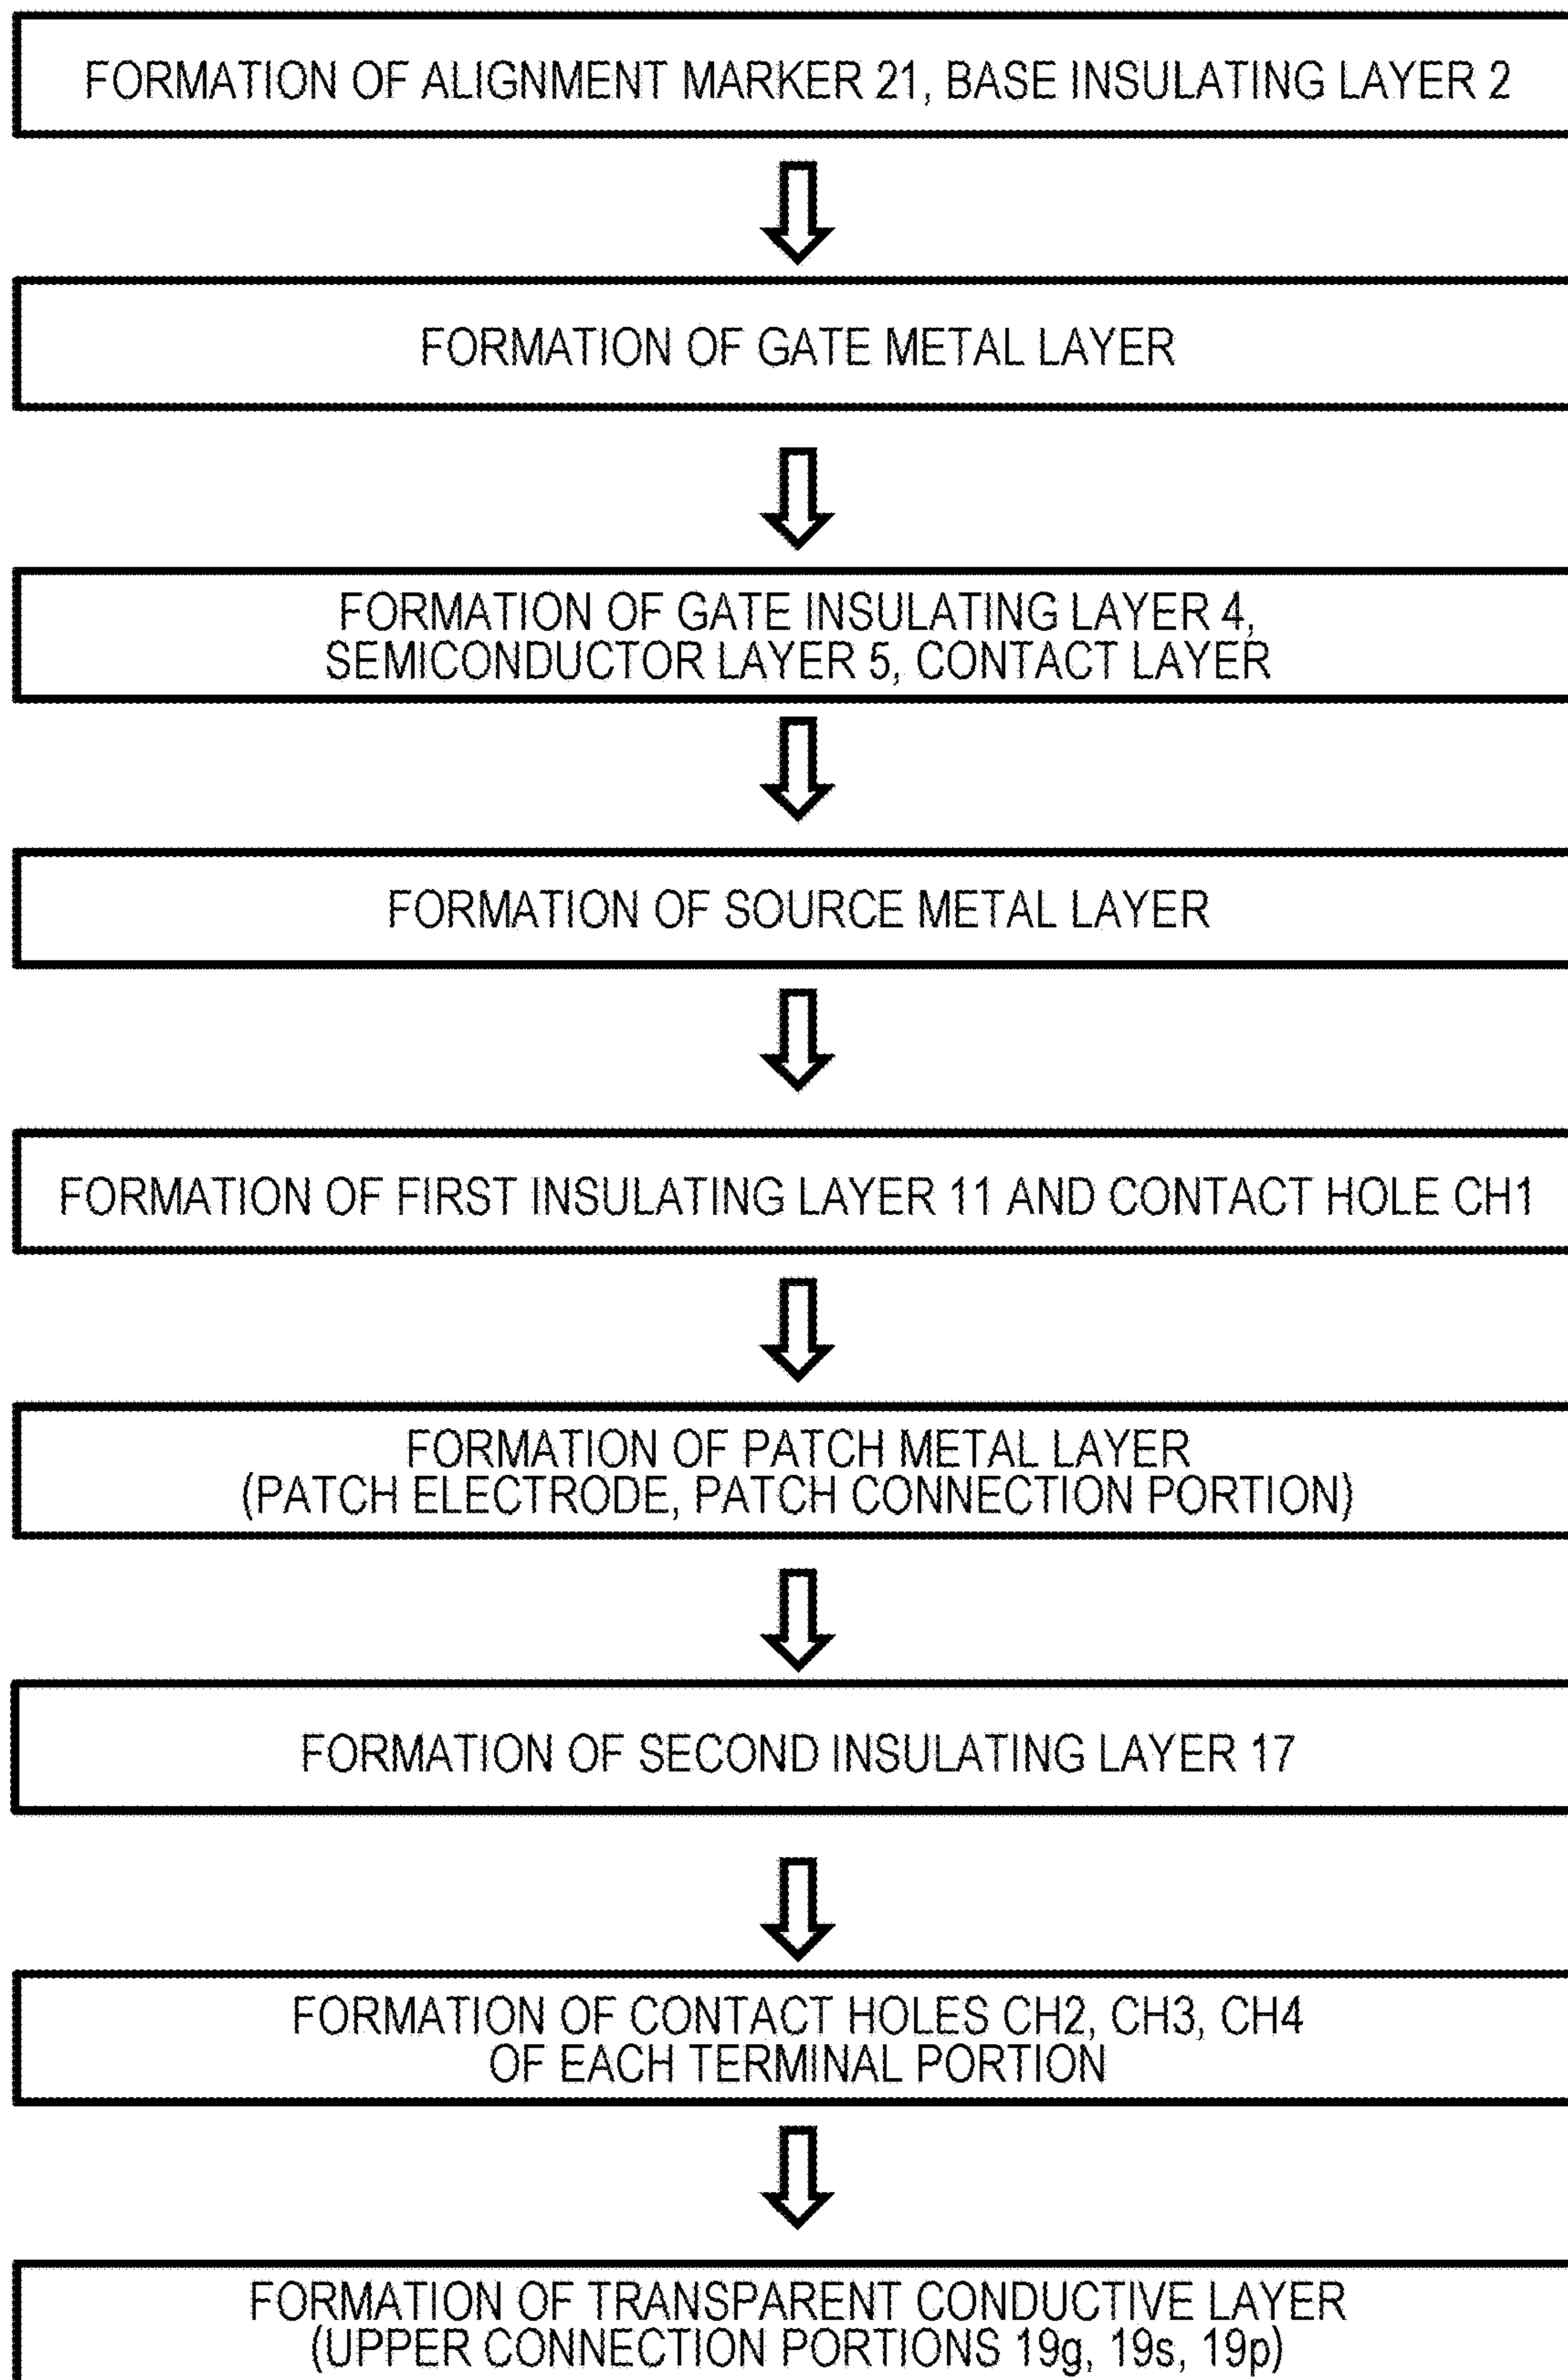 FORMATION OF ALIGNMENT MARKER 21, BASE INSULATING LAYER 2
FORMATION OF GATE METAL LAYER
FORMATION OF GATE INSULATING LAYER 4,
SEMICONDUCTOR LAYER 5, CONTACT LAYER
FORMATION OF SOURCE METAL LAYER
FORMATION OF FIRST INSULATING LAYER 11 AND CONTACT HOLE CH1
FORMATION OF PATCH METAL LAYER
(PATCH ELECTRODE, PATCH CONNECTION PORTION)
FORMATION OF SECOND INSULATING LAYER 17
FORMATION OF CONTACT HOLES CH2, CH3, CH4
OF EACH TERMINAL PORTION
FORMATION OF TRANSPARENT CONDUCTIVE LAYER
(UPPER CONNECTION PORTIONS 19g, 19s, 19p)